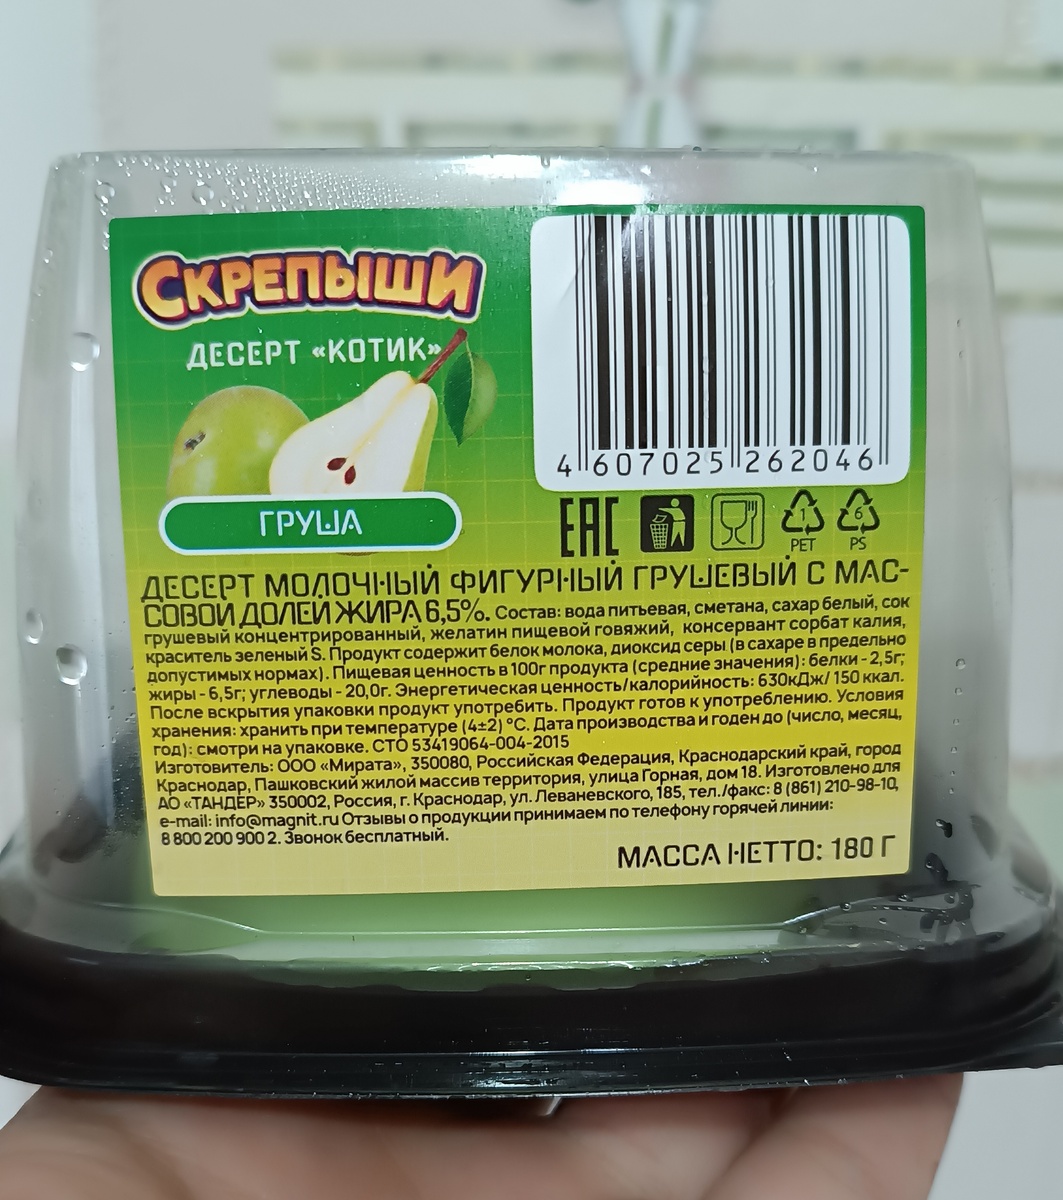 СКРЕПЫШИ
ДЕСЕРТ «КОТИК»
ГРУША
4 607025 262046
EAC
1
PET
6
PS
ДЕСЕРТ МОЛОЧНЫЙ ФИГУРНЫЙ ГРУШЕВЫЙ С МАС-
СОВОЙ ДОЛЕЙ ЖИРА 6,5%. Состав: вода питьевая, сметана, сахар белый, сок
грушевый концентрированный, желатин пищевой говяжий, консервант сорбат калия,
краситель зеленый S. Продукт содержит белок молока, диоксид серы (в сахаре в предельно
допустимых нормах). Пищевая ценность в 100г продукта (средние значения): белки - 2,5г;
жиры - 6,5г; углеводы - 20,0г. Энергетическая ценность/калорийность: 630кДж/ 150 ккал.
После вскрытия упаковки продукт употребить. Продукт готов к употреблению. Условия
хранения: хранить при температуре (4±2) °С. Дата производства и годен до (число, месяц,
год): смотри на упаковке. СТО 53419064-004-2015
Изготовитель: ООО «Мирата», 350080, Российская Федерация, Краснодарский край, город
Краснодар, Пашковский жилой массив территория, улица Горная, дом 18. Изготовлено для
АО «ТАНДЕР» 350002, Россия, г. Краснодар, ул. Леваневского, 185, тел./факс: 8 (861) 210-98-10,
e-mail: info@magnit.ru Отзывы о продукции принимаем по телефону горячей линии:
8 800 200 900 2. Звонок бесплатный.
МАССА НЕТТО: 180 Г